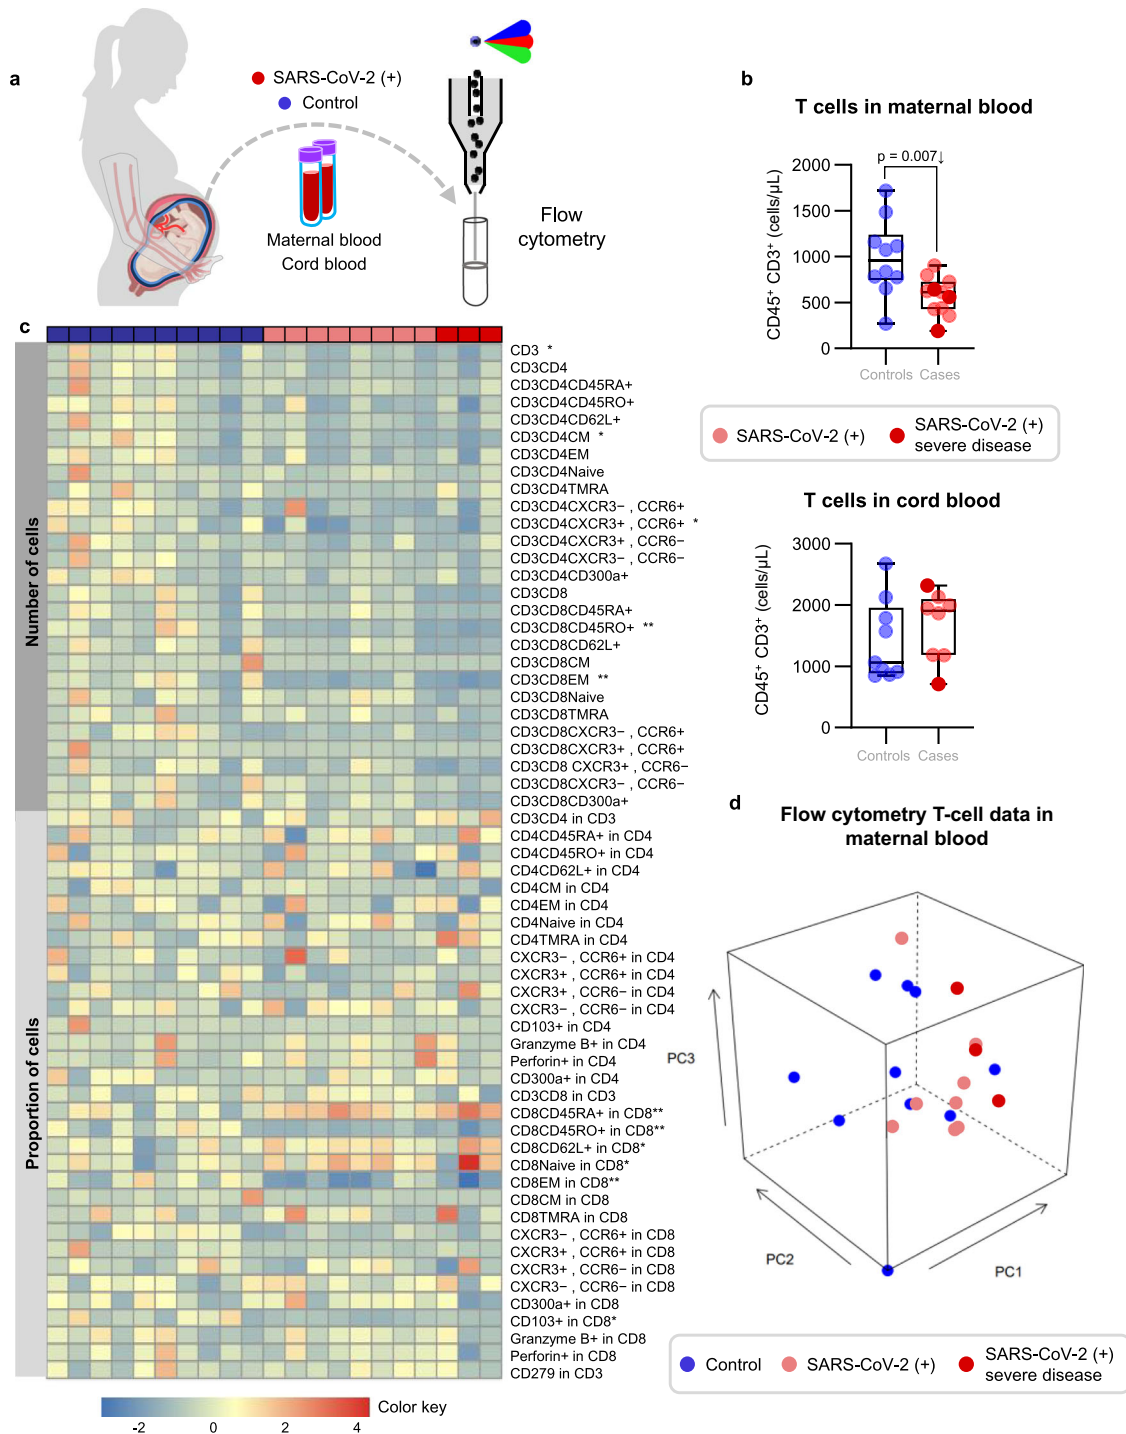 a
SARS-CoV-2 (+)
Control
Maternal blood
Cord blood
Flow
cytometry
b
T cells in maternal blood
p = 0.007↓
CD45⁺ CD3⁺ (cells/µL)
2000
1500
1000
500
0
Controls Cases
SARS-CoV-2 (+)
SARS-CoV-2 (+)
severe disease
T cells in cord blood
CD45⁺ CD3⁺ (cells/µL)
3000
2000
1000
0
Controls Cases
c
Number of cells
CD3 *
CD3CD4
CD3CD4CD45RA+
CD3CD4CD45RO+
CD3CD4CD62L+
CD3CD4CM *
CD3CD4EM
CD3CD4Naive
CD3CD4TMRA
CD3CD4CXCR3− , CCR6+
CD3CD4CXCR3+ , CCR6+ *
CD3CD4CXCR3+ , CCR6−
CD3CD4CXCR3− , CCR6−
CD3CD4CD300a+
CD3CD8
CD3CD8CD45RA+
CD3CD8CD45RO+ **
CD3CD8CD62L+
CD3CD8CM
CD3CD8EM **
CD3CD8Naive
CD3CD8TMRA
CD3CD8CXCR3− , CCR6+
CD3CD8CXCR3+ , CCR6+
CD3CD8 CXCR3+ , CCR6−
CD3CD8CXCR3− , CCR6−
CD3CD8CD300a+
Proportion of cells
CD3CD4 in CD3
CD4CD45RA+ in CD4
CD4CD45RO+ in CD4
CD4CD62L+ in CD4
CD4CM in CD4
CD4EM in CD4
CD4Naive in CD4
CD4TMRA in CD4
CXCR3− , CCR6+ in CD4
CXCR3+ , CCR6+ in CD4
CXCR3+ , CCR6− in CD4
CXCR3− , CCR6− in CD4
CD103+ in CD4
Granzyme B+ in CD4
Perforin+ in CD4
CD300a+ in CD4
CD3CD8 in CD3
CD8CD45RA+ in CD8**
CD8CD45RO+ in CD8**
CD8CD62L+ in CD8*
CD8Naive in CD8*
CD8EM in CD8**
CD8CM in CD8
CD8TMRA in CD8
CXCR3− , CCR6+ in CD8
CXCR3+ , CCR6+ in CD8
CXCR3+ , CCR6− in CD8
CXCR3− , CCR6− in CD8
CD300a+ in CD8
CD103+ in CD8*
Granzyme B+ in CD8
Perforin+ in CD8
CD279 in CD3
Color key
-2 0 2 4
d
Flow cytometry T-cell data in
maternal blood
PC3
PC2
PC1
Control
SARS-CoV-2 (+)
SARS-CoV-2 (+)
severe disease